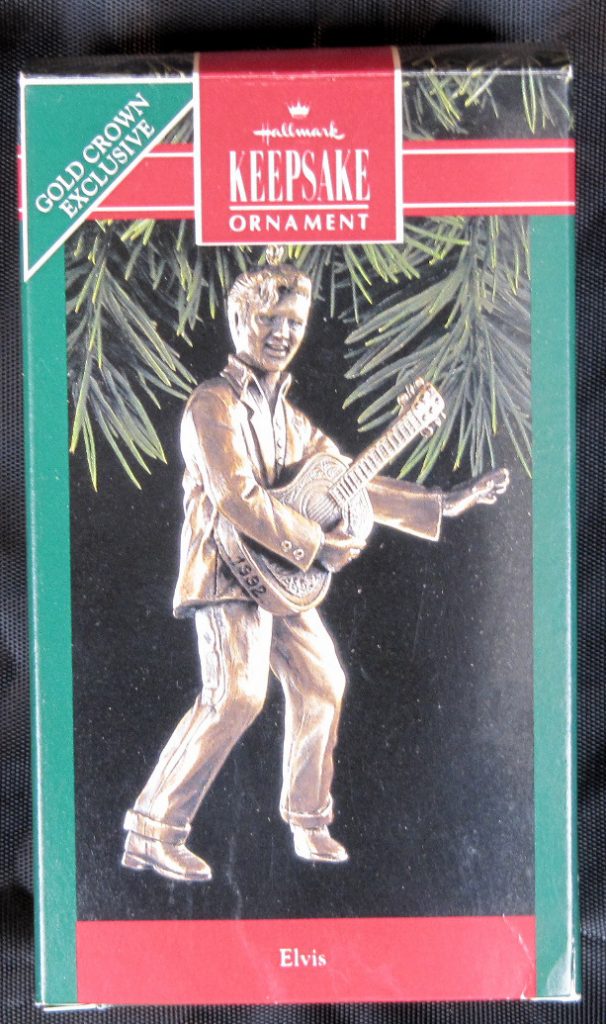 GOLD CROWN
EXCLUSIVE
Hallmark
KEEPSAKE
ORNAMENT
1992
Elvis